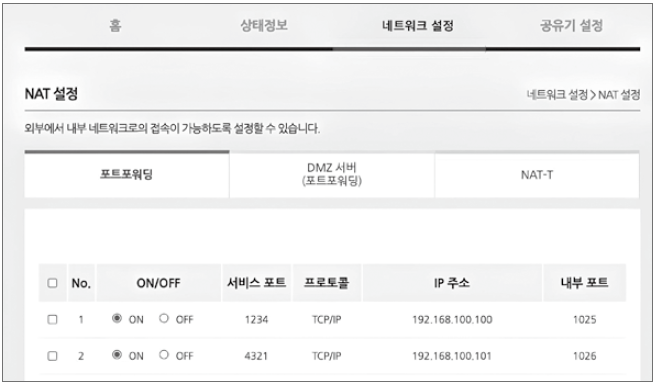 홈 상태정보 네트워크 설정 공유기 설정
NAT 설정 네트워크 설정 > NAT 설정
외부에서 내부 네트워크로의 접속이 가능하도록 설정할 수 있습니다.
포트포워딩 DMZ 서버 (포트포워딩) NAT-T
No. ON/OFF 서비스 포트 프로토콜 IP 주소 내부 포트
1 ON OFF 1234 TCP/IP 192.168.100.100 1025
2 ON OFF 4321 TCP/IP 192.168.100.101 1026